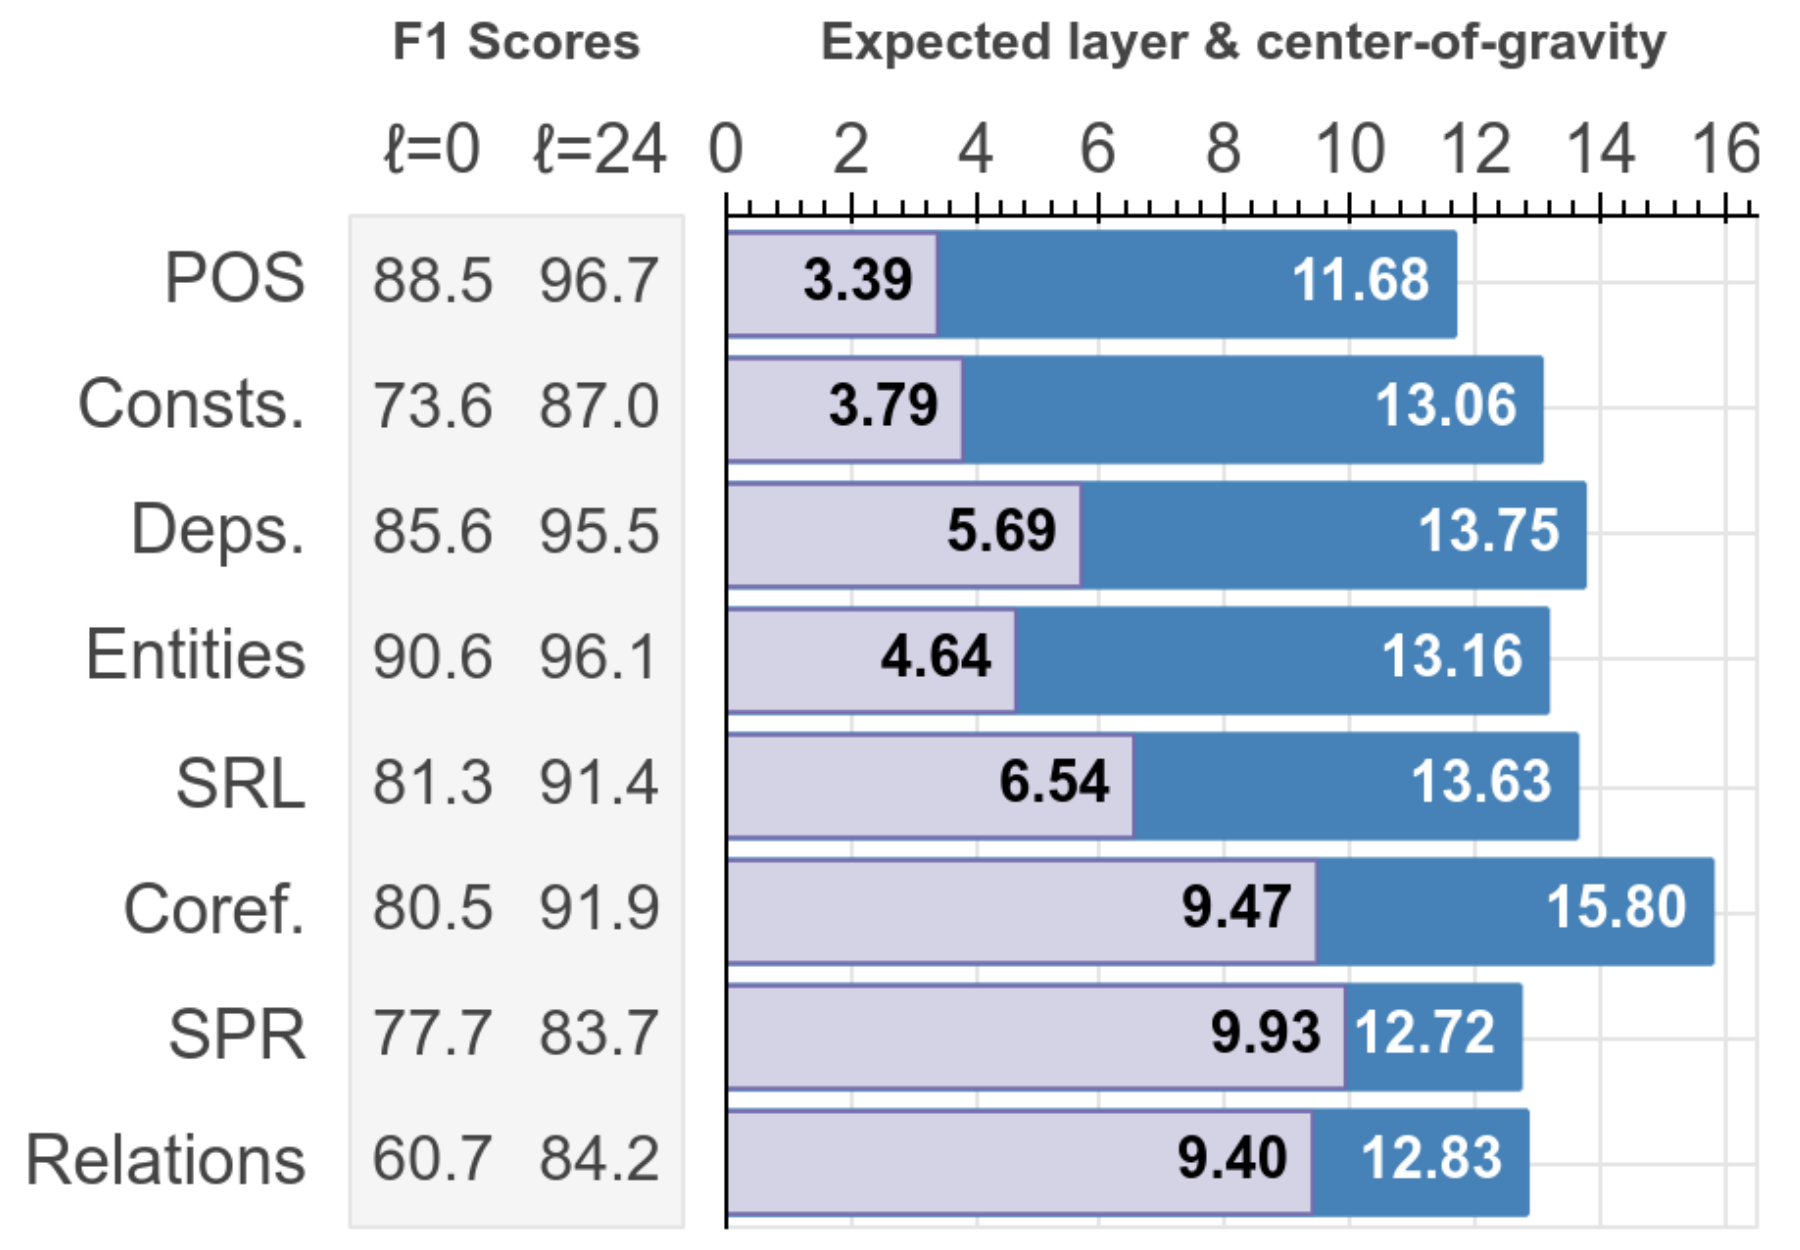 F1 Scores Expected layer & center-of-gravity
ℓ=0 ℓ=24 0 2 4 6 8 10 12 14 16
POS 88.5 96.7 3.39 11.68
Consts. 73.6 87.0 3.79 13.06
Deps. 85.6 95.5 5.69 13.75
Entities 90.6 96.1 4.64 13.16
SRL 81.3 91.4 6.54 13.63
Coref. 80.5 91.9 9.47 15.80
SPR 77.7 83.7 9.93 12.72
Relations 60.7 84.2 9.40 12.83